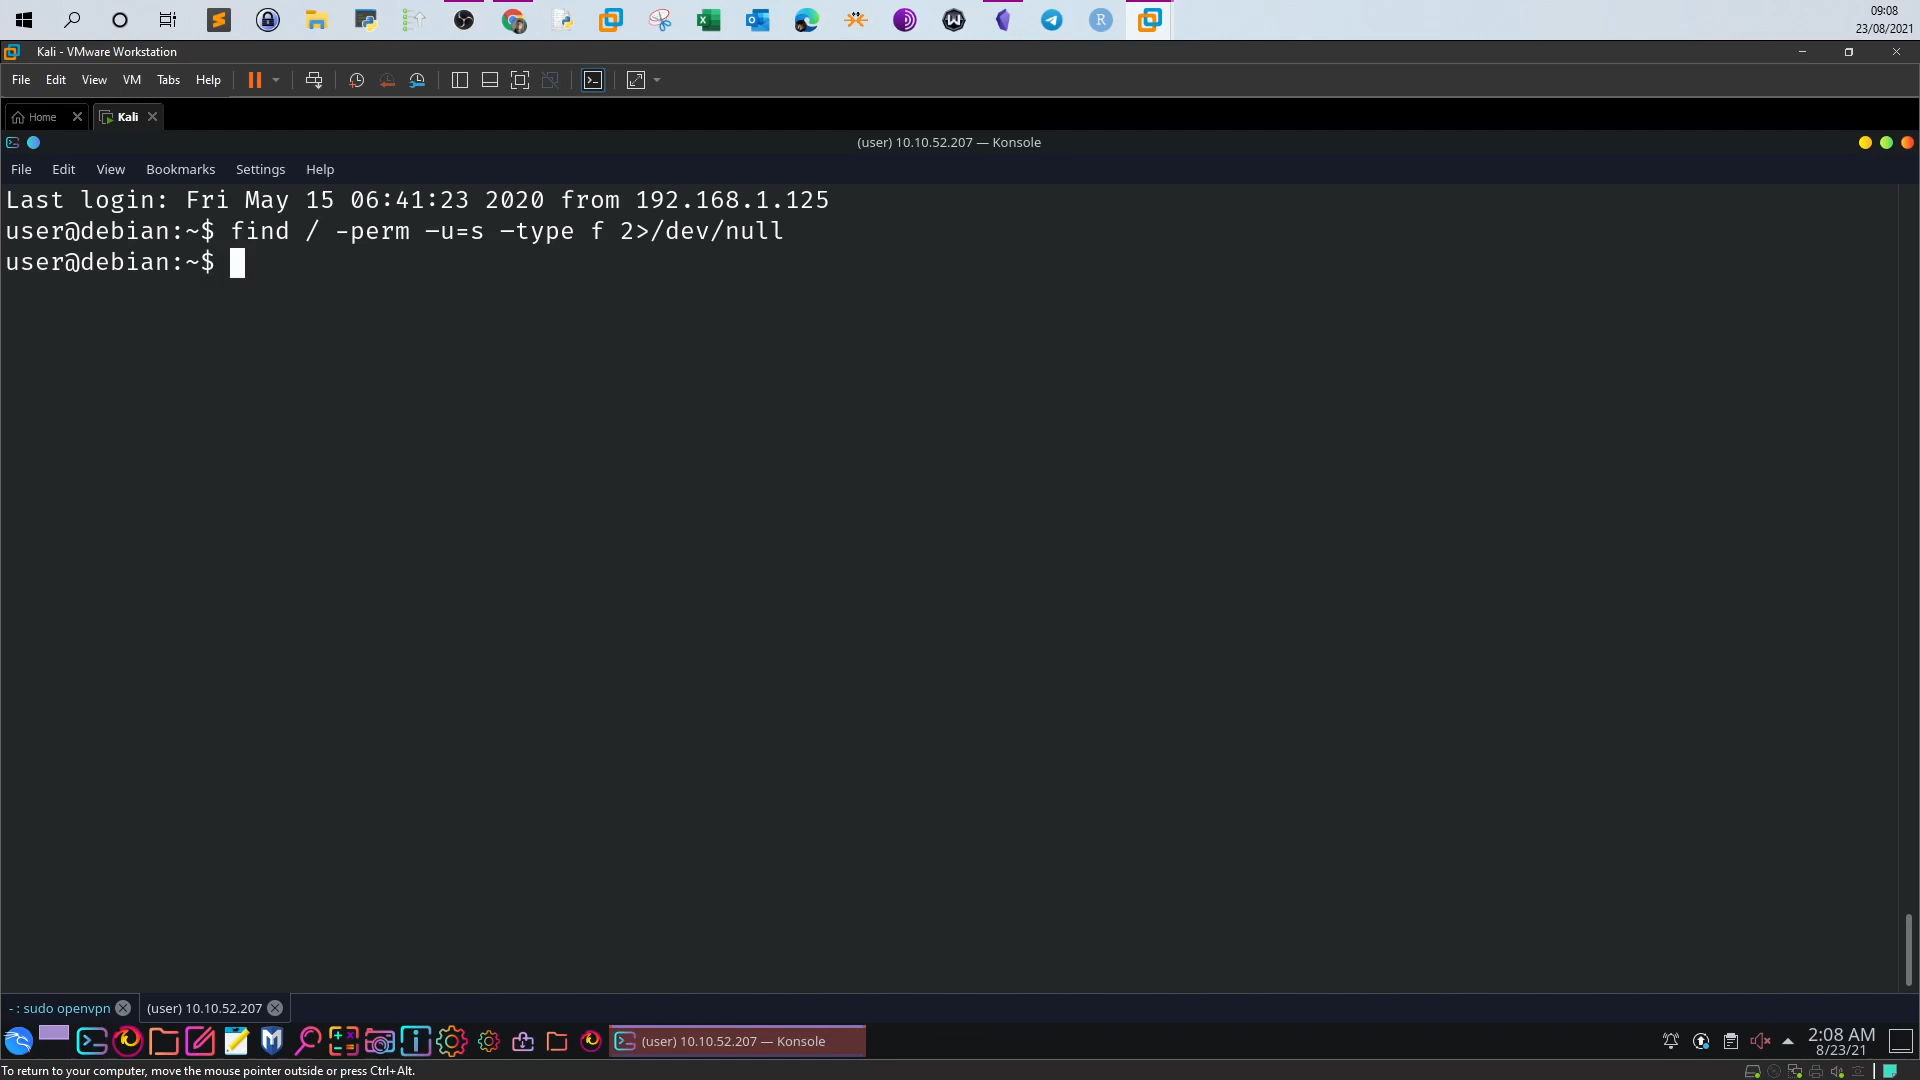 09:08
23/08/2021
Kali - VMware Workstation
File Edit View VM Tabs Help
Home Kali
(user) 10.10.52.207 — Konsole
File Edit View Bookmarks Settings Help
Last login: Fri May 15 06:41:23 2020 from 192.168.1.125
user@debian:~$ find / -perm –u=s –type f 2>/dev/null
user@debian:~$
- : sudo openvpn (user) 10.10.52.207
(user) 10.10.52.207 — Konsole
2:08 AM
8/23/21
To return to your computer, move the mouse pointer outside or press Ctrl+Alt.